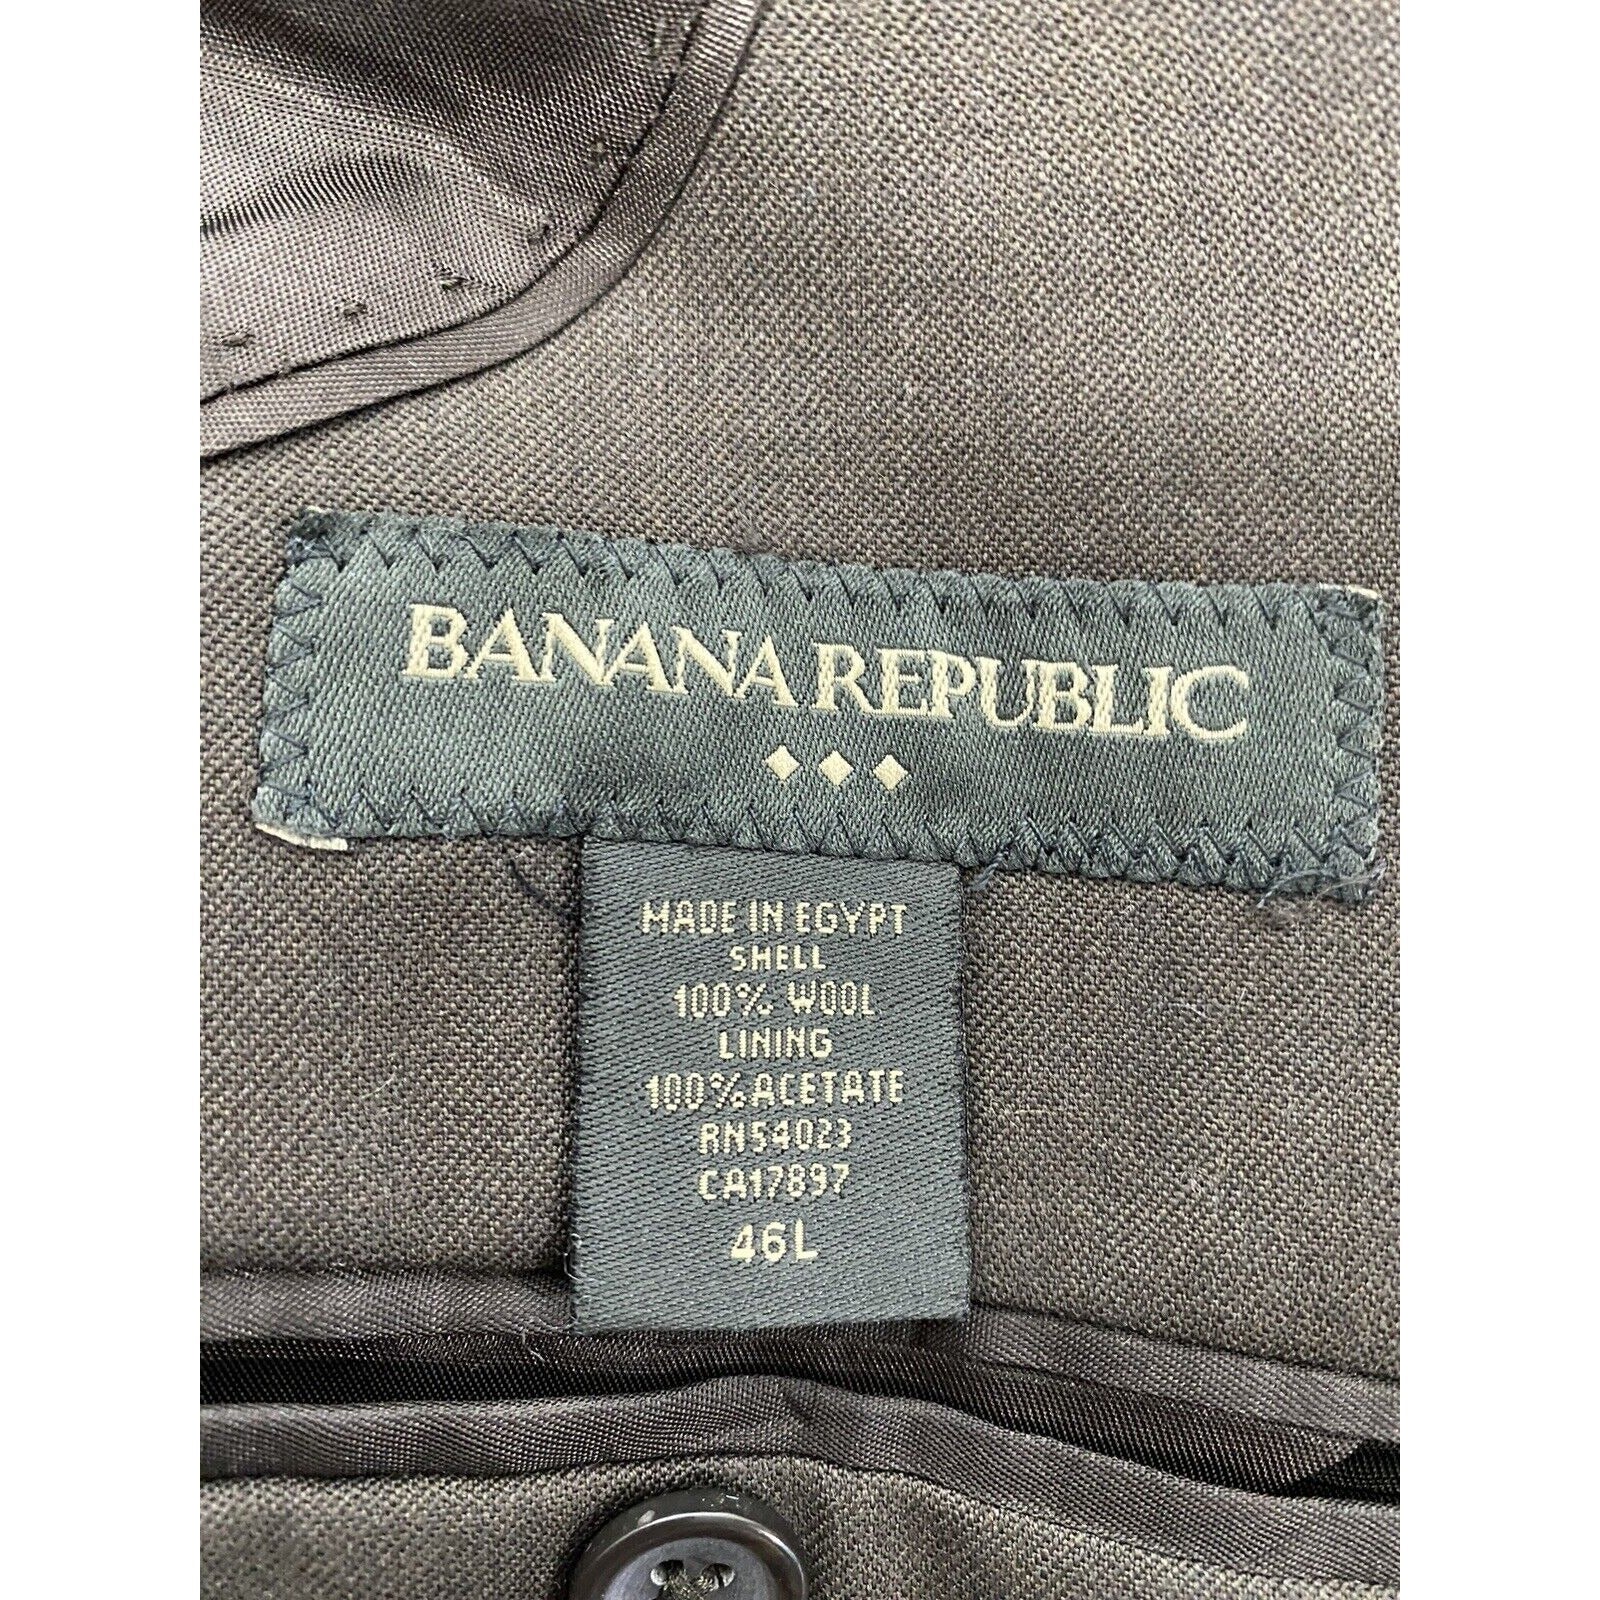 BANANA REPUBLIC
MADE IN EGYPT
SHELL
100% WOOL
LINING
100% ACETATE
RN54023
CA17897
46L